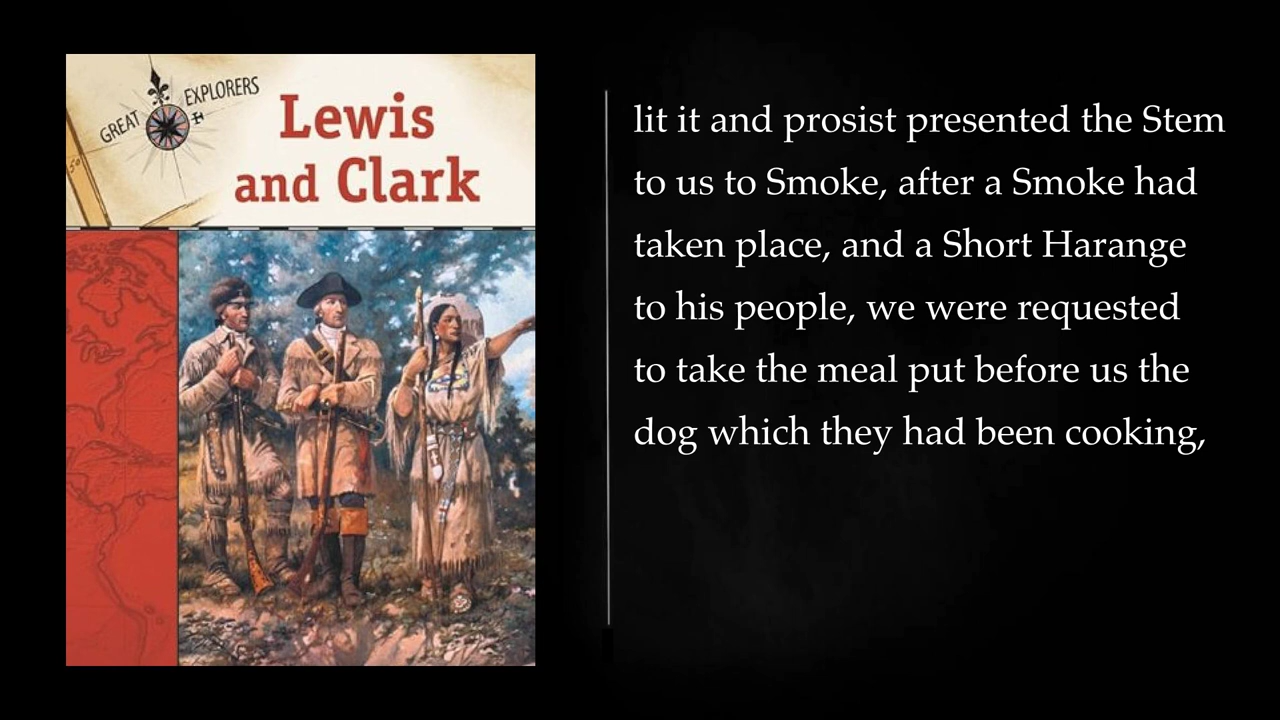 GREAT EXPLORERS
Lewis
and Clark
lit it and prosist presented the Stem
to us to Smoke, after a Smoke had
taken place, and a Short Harange
to his people, we were requested
to take the meal put before us the
dog which they had been cooking,